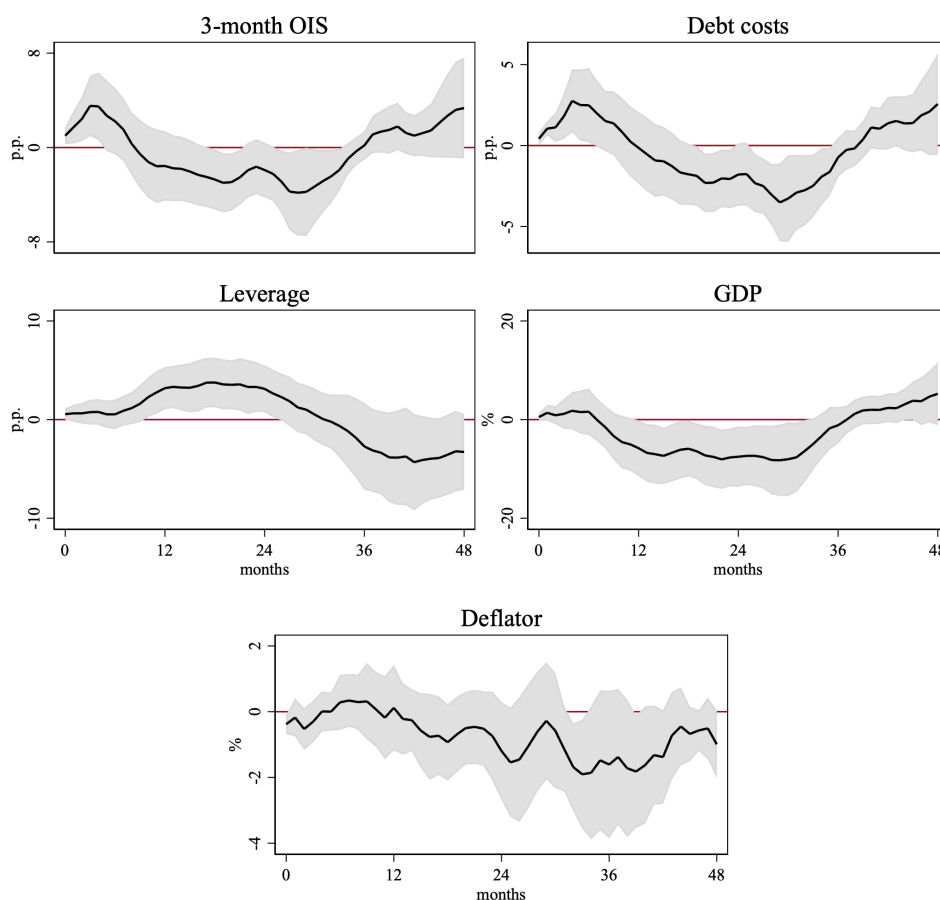 3-month OIS
8
0
-8
p.p.
Debt costs
5
0
-5
p.p.
Leverage
10
0
-10
p.p.
0 12 24 36 48
months
GDP
20
0
-20
%
0 12 24 36 48
months
Deflator
2
0
-2
-4
%
0 12 24 36 48
months